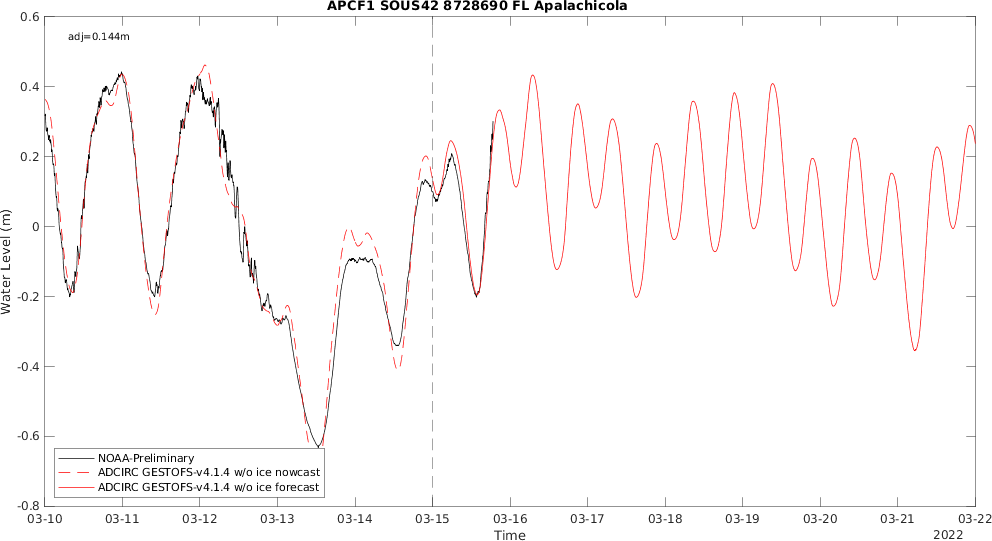 APCF1 SOUS42 8728690 FL Apalachicola
adj=0.144m
0.6
0.4
0.2
0
-0.2
-0.4
-0.6
-0.8
Water Level (m)
NOAA-Preliminary
ADCIRC GESTOFS-v4.1.4 w/o ice nowcast
ADCIRC GESTOFS-v4.1.4 w/o ice forecast
03-10 03-11 03-12 03-13 03-14 03-15 03-16 03-17 03-18 03-19 03-20 03-21 03-22
Time
2022